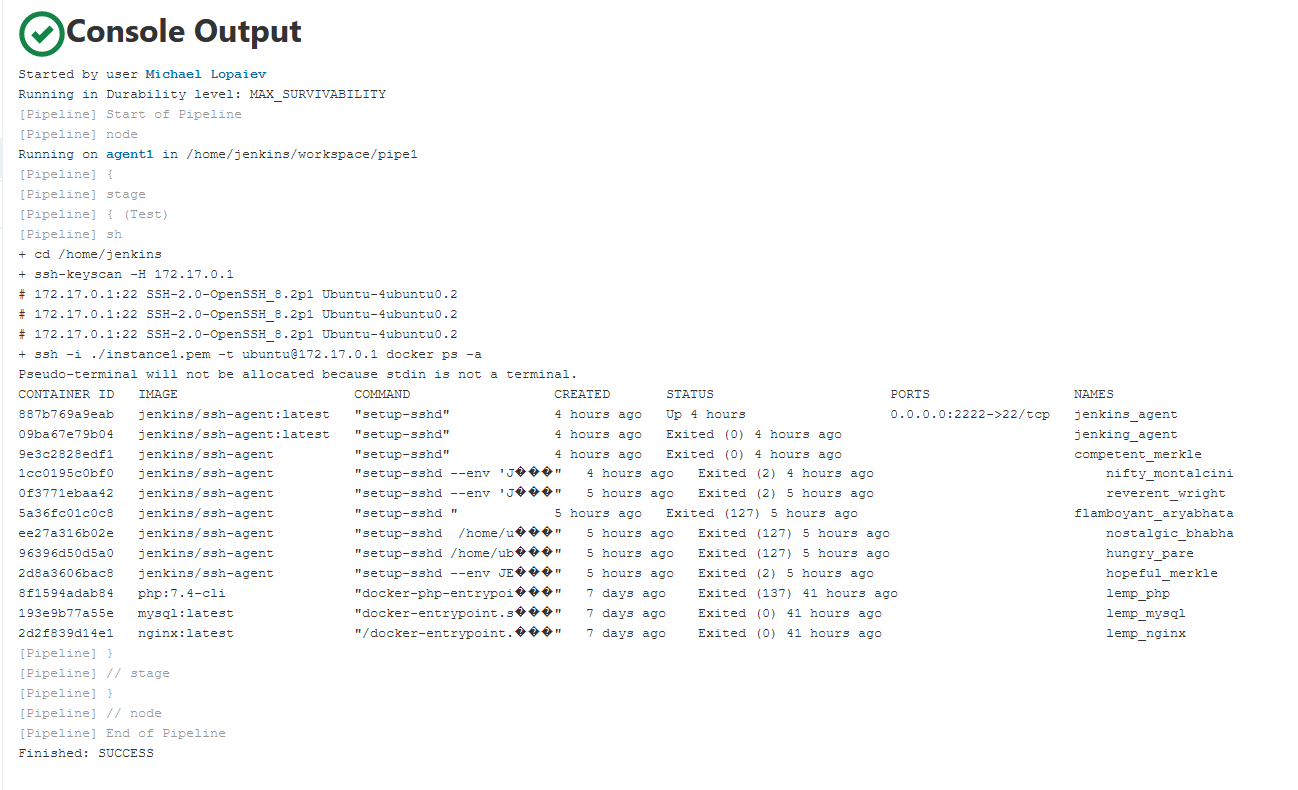 Console Output
Started by user Michael Lopaiev
Running in Durability level: MAX_SURVIVABILITY
[Pipeline] Start of Pipeline
[Pipeline] node
Running on agent1 in /home/jenkins/workspace/pipe1
[Pipeline] {
[Pipeline] stage
[Pipeline] { (Test)
[Pipeline] sh
+ cd /home/jenkins
+ ssh-keyscan -H 172.17.0.1
# 172.17.0.1:22 SSH-2.0-OpenSSH_8.2p1 Ubuntu-4ubuntu0.2
# 172.17.0.1:22 SSH-2.0-OpenSSH_8.2p1 Ubuntu-4ubuntu0.2
# 172.17.0.1:22 SSH-2.0-OpenSSH_8.2p1 Ubuntu-4ubuntu0.2
+ ssh -i ./instance1.pem -t ubuntu@172.17.0.1 docker ps -a
Pseudo-terminal will not be allocated because stdin is not a terminal.
CONTAINER ID   IMAGE                     COMMAND                  CREATED       STATUS                      PORTS                  NAMES
887b769a9eab   jenkins/ssh-agent:latest   "setup-sshd"             4 hours ago   Up 4 hours                  0.0.0.0:2222->22/tcp   jenkins_agent
09ba67e79b04   jenkins/ssh-agent:latest   "setup-sshd"             4 hours ago   Exited (0) 4 hours ago                             jenking_agent
9e3c2828edf1   jenkins/ssh-agent          "setup-sshd"             4 hours ago   Exited (0) 4 hours ago                             competent_merkle
1cc0195c0bf0   jenkins/ssh-agent          "setup-sshd --env 'J���"   4 hours ago   Exited (2) 4 hours ago                             nifty_montalcini
0f3771ebaa42   jenkins/ssh-agent          "setup-sshd --env 'J���"   5 hours ago   Exited (2) 5 hours ago                             reverent_wright
5a36fc01c0c8   jenkins/ssh-agent          "setup-sshd "            5 hours ago   Exited (127) 5 hours ago                           flamboyant_aryabhata
ee27a316b02e   jenkins/ssh-agent          "setup-sshd  /home/u���"   5 hours ago   Exited (127) 5 hours ago                           nostalgic_bhabha
96396d50d5a0   jenkins/ssh-agent          "setup-sshd /home/ub���"   5 hours ago   Exited (127) 5 hours ago                           hungry_pare
2d8a3606bac8   jenkins/ssh-agent          "setup-sshd --env JE���"   5 hours ago   Exited (2) 5 hours ago                             hopeful_merkle
8f1594adab84   php:7.4-cli                "docker-php-entrypoi���"   7 days ago    Exited (137) 41 hours ago                          lemp_php
193e9b77a55e   mysql:latest               "docker-entrypoint.s���"   7 days ago    Exited (0) 41 hours ago                            lemp_mysql
2d2f839d14e1   nginx:latest               "/docker-entrypoint.���"   7 days ago    Exited (0) 41 hours ago                            lemp_nginx
[Pipeline] }
[Pipeline] // stage
[Pipeline] }
[Pipeline] // node
[Pipeline] End of Pipeline
Finished: SUCCESS